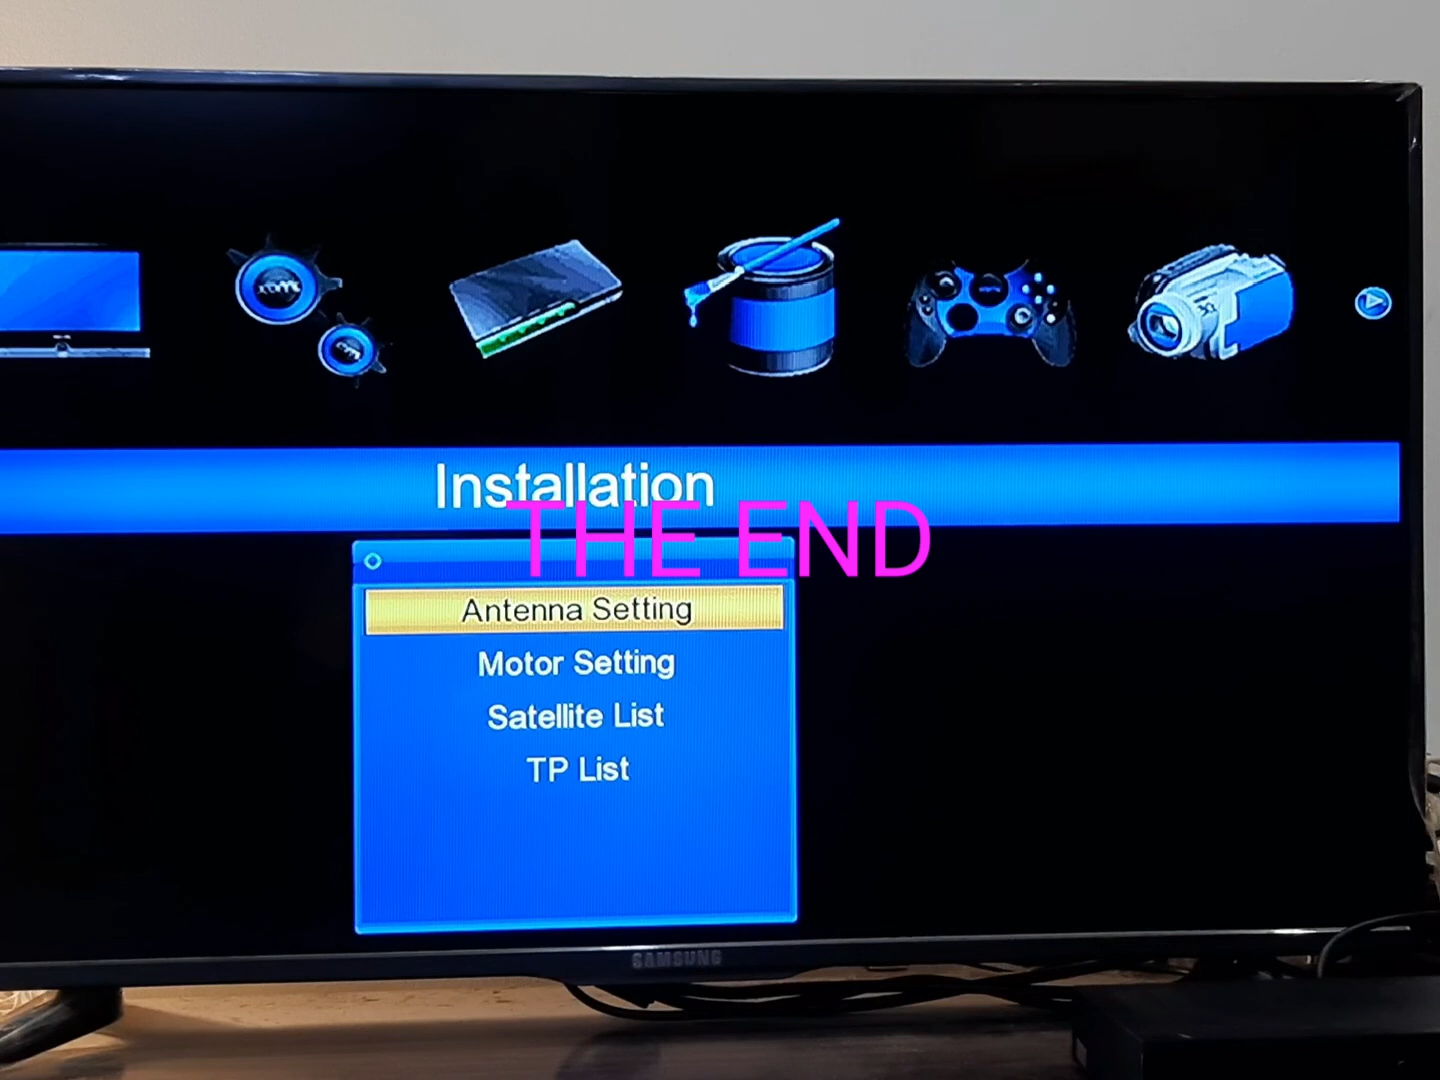 Installation
THE END
Antenna Setting
Motor Setting
Satellite List
TP List
SAMSUNG